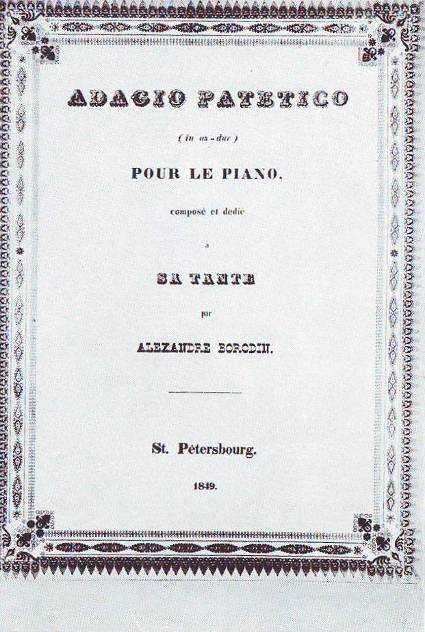 ADAGIO PATETICO
(in as-dur)
POUR LE PIANO.
composé et dedié
à
SA TANTE
par
ALEXANDRE BORODIN.
St. Pétersbourg.
1849.